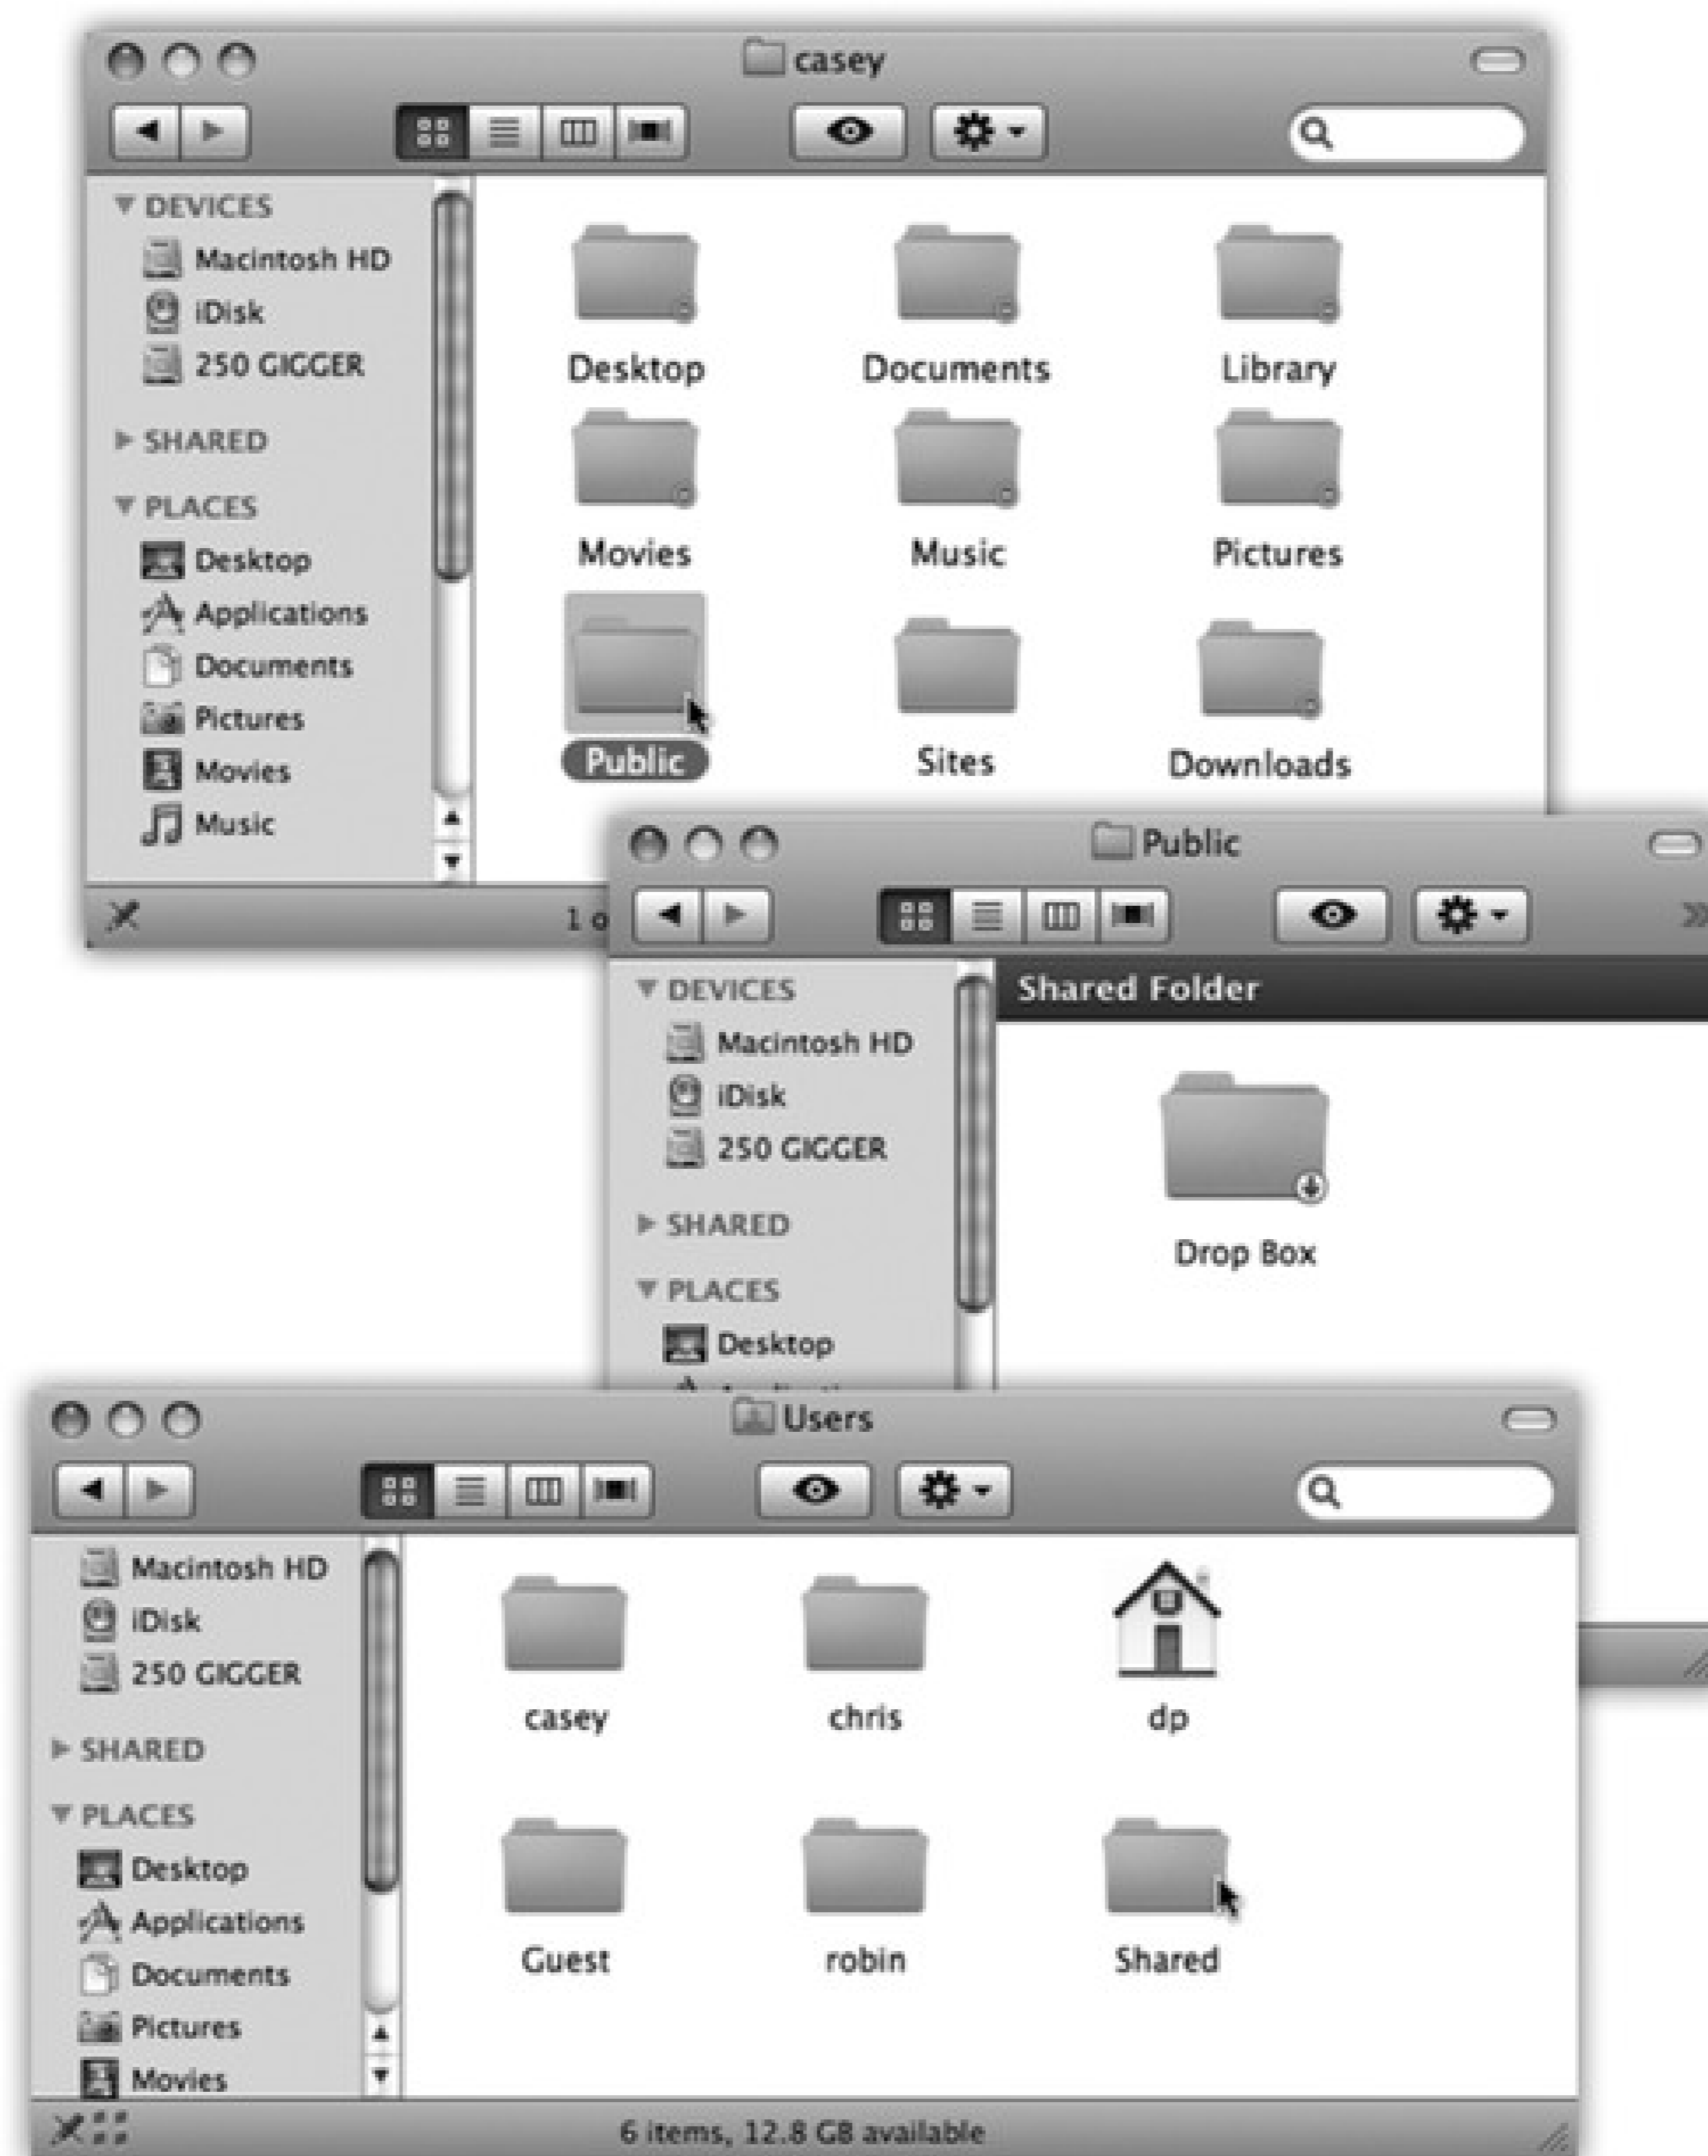 casey
DEVICES
Macintosh HD
iDisk
250 GIGGER
SHARED
PLACES
Desktop
Applications
Documents
Pictures
Movies
Music
Desktop Documents Library
Movies Music Pictures
Public Sites Downloads
1 o
Public
DEVICES
Macintosh HD
iDisk
250 GIGGER
SHARED
PLACES
Desktop
Shared Folder
Drop Box
Users
Macintosh HD
iDisk
250 GIGGER
SHARED
PLACES
Desktop
Applications
Documents
Pictures
Movies
casey chris dp
Guest robin Shared
6 items, 12.8 GB available